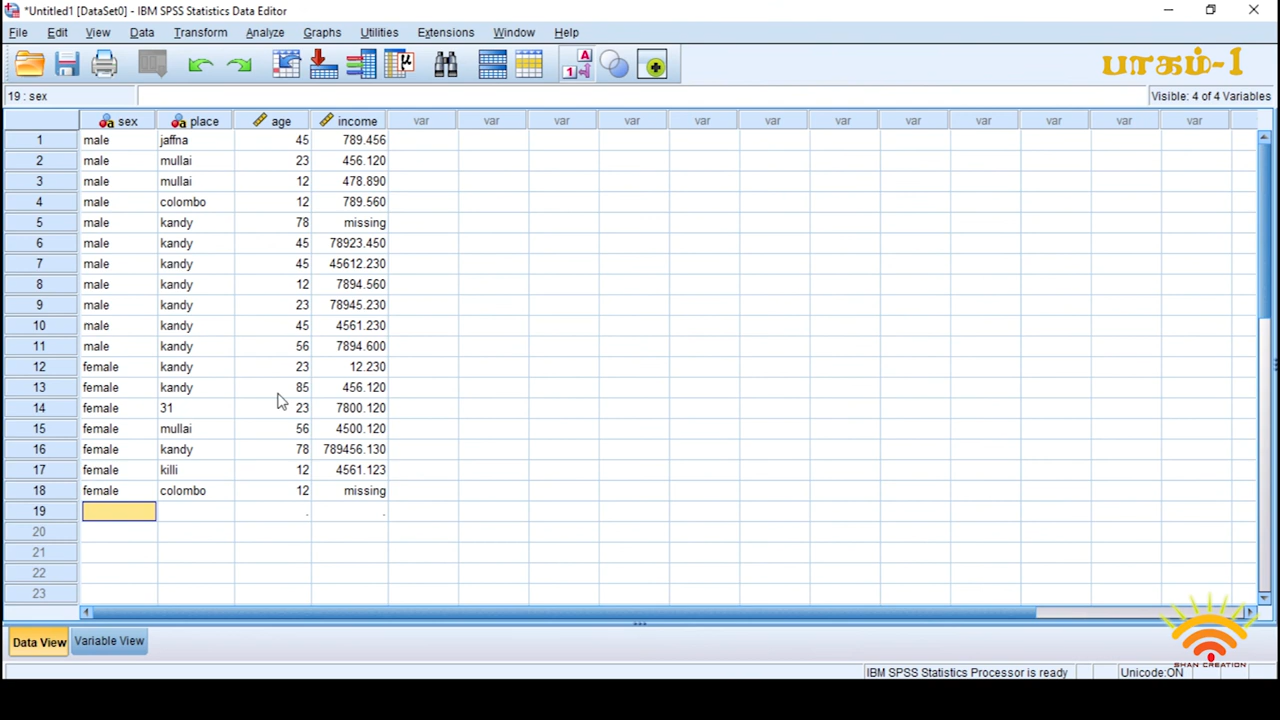 *Untitled1 [DataSet0] - IBM SPSS Statistics Data Editor
File Edit View Data Transform Analyze Graphs Utilities Extensions Window Help
பாகம்-1
19 : sex
Visible: 4 of 4 Variables
sex place age income var var var var var var var var var var var var
1 male jaffna 45 789.456
2 male mullai 23 456.120
3 male mullai 12 478.890
4 male colombo 12 789.560
5 male kandy 78 missing
6 male kandy 45 78923.450
7 male kandy 45 45612.230
8 male kandy 12 7894.560
9 male kandy 23 78945.230
10 male kandy 45 4561.230
11 male kandy 56 7894.600
12 female kandy 23 12.230
13 female kandy 85 456.120
14 female 31 23 7800.120
15 female mullai 56 4500.120
16 female kandy 78 789456.130
17 female killi 12 4561.123
18 female colombo 12 missing
19 . .
20
21
22
23
Data View Variable View
SHAN CREATION
IBM SPSS Statistics Processor is ready Unicode:ON